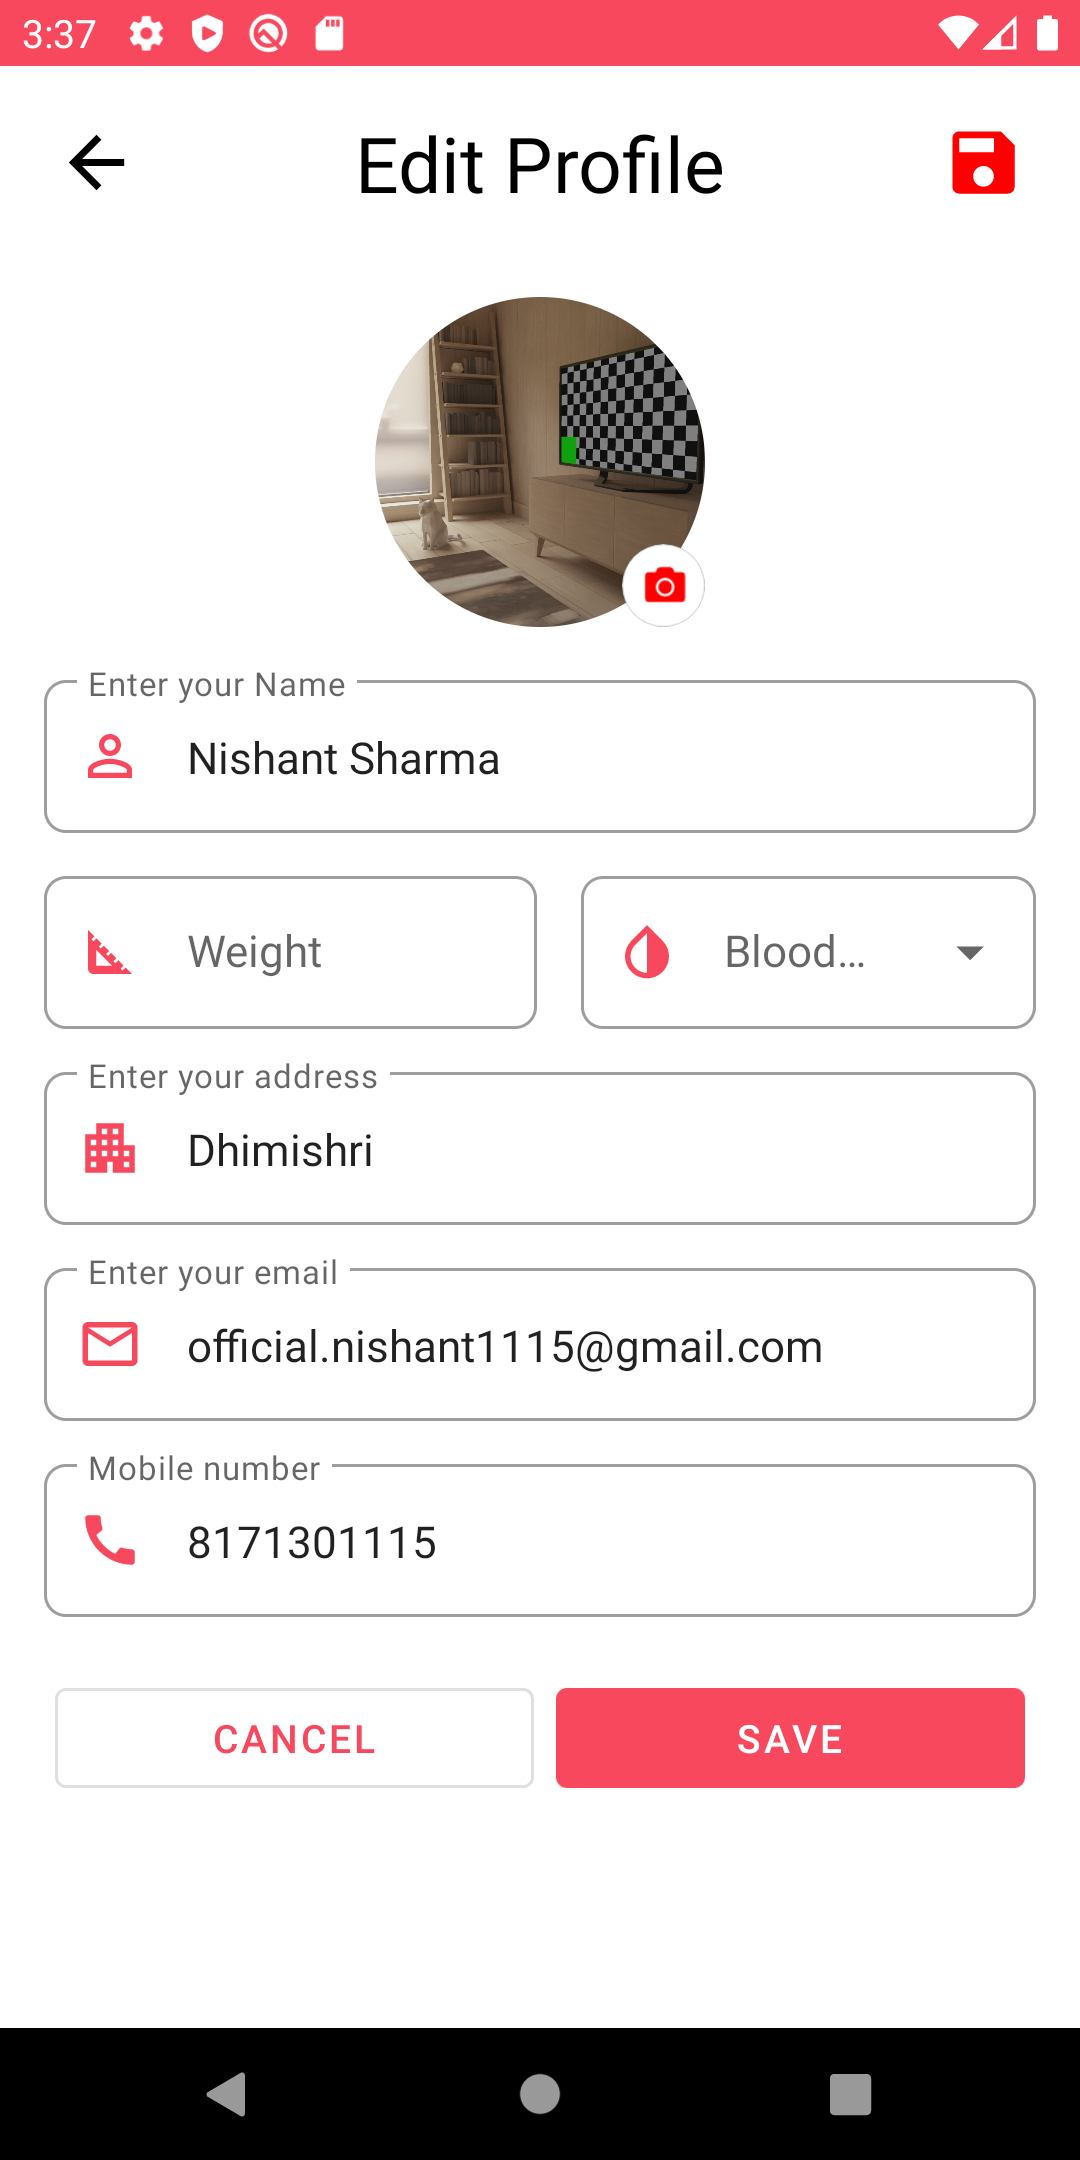 3:37
Edit Profile
Enter your Name
Nishant Sharma
Weight
Blood...
Enter your address
Dhimishri
Enter your email
official.nishant1115@gmail.com
Mobile number
8171301115
CANCEL
SAVE